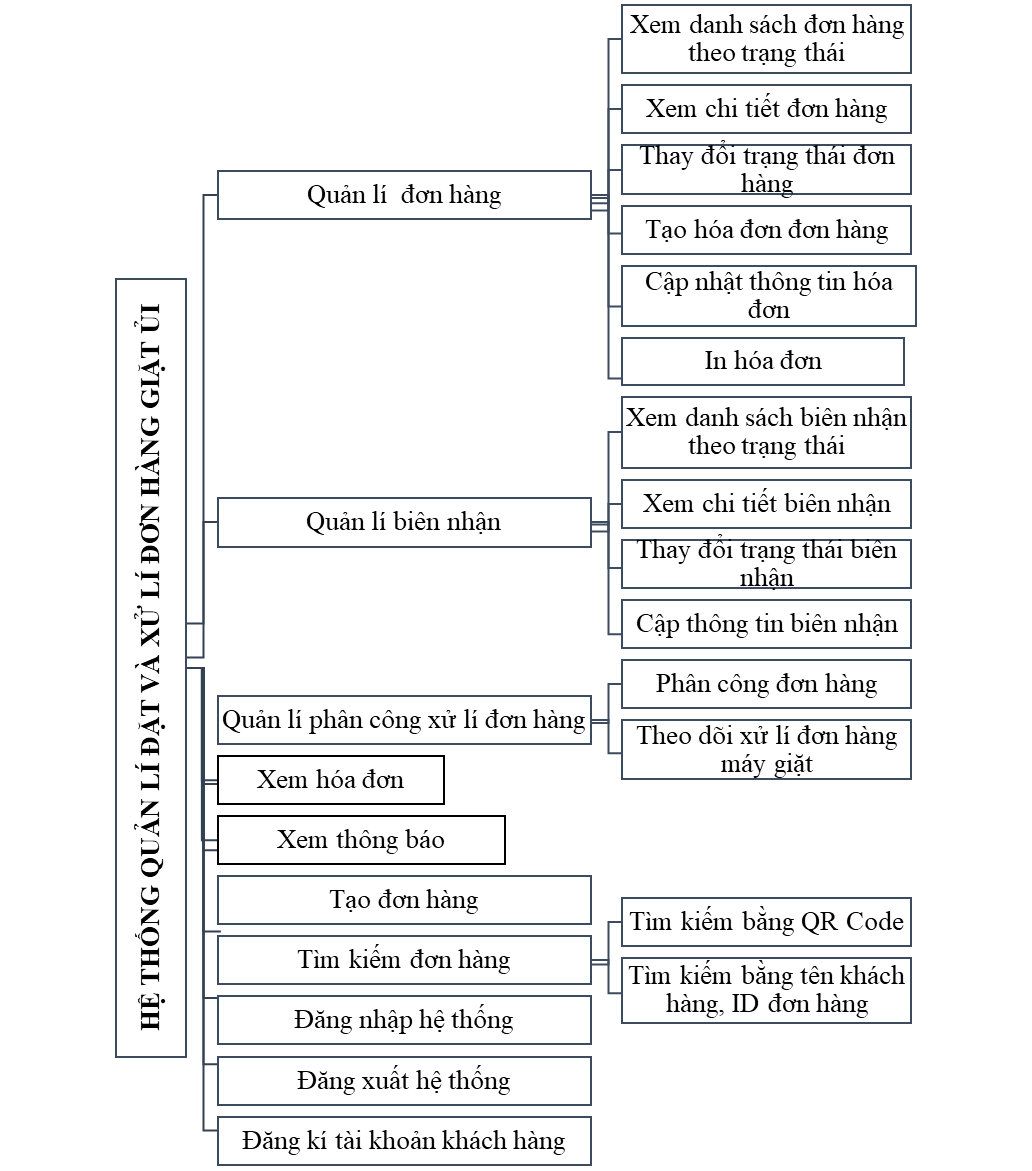 HỆ THỐNG QUẢN LÍ ĐẶT VÀ XỬ LÍ ĐƠN HÀNG GIẶT ỦI
Quản lí đơn hàng
Xem danh sách đơn hàng
theo trạng thái
Xem chi tiết đơn hàng
Thay đổi trạng thái đơn
hàng
Tạo hóa đơn đơn hàng
Cập nhật thông tin hóa
đơn
In hóa đơn
Quản lí biên nhận
Xem danh sách biên nhận
theo trạng thái
Xem chi tiết biên nhận
Thay đổi trạng thái biên
nhận
Cập thông tin biên nhận
Quản lí phân công xử lí đơn hàng
Phân công đơn hàng
Theo dõi xử lí đơn hàng
máy giặt
Xem hóa đơn
Xem thông báo
Tạo đơn hàng
Tìm kiếm đơn hàng
Tìm kiếm bằng QR Code
Tìm kiếm bằng tên khách
hàng, ID đơn hàng
Đăng nhập hệ thống
Đăng xuất hệ thống
Đăng kí tài khoản khách hàng